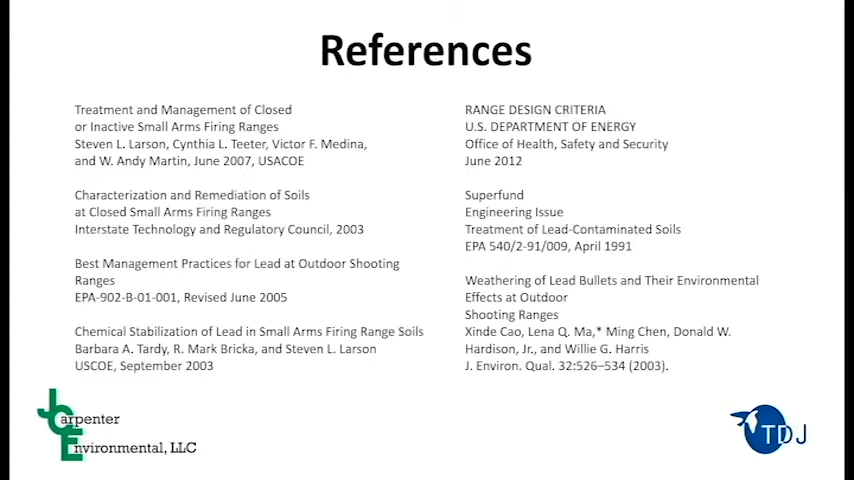 References
Treatment and Management of Closed
or Inactive Small Arms Firing Ranges
Steven L. Larson, Cynthia L. Teeter, Victor F. Medina,
and W. Andy Martin, June 2007, USACOE
Characterization and Remediation of Soils
at Closed Small Arms Firing Ranges
Interstate Technology and Regulatory Council, 2003
Best Management Practices for Lead at Outdoor Shooting
Ranges
EPA-902-B-01-001, Revised June 2005
Chemical Stabilization of Lead in Small Arms Firing Range Soils
Barbara A. Tardy, R. Mark Bricka, and Steven L. Larson
USCOE, September 2003
RANGE DESIGN CRITERIA
U.S. DEPARTMENT OF ENERGY
Office of Health, Safety and Security
June 2012
Superfund
Engineering Issue
Treatment of Lead-Contaminated Soils
EPA 540/2-91/009, April 1991
Weathering of Lead Bullets and Their Environmental
Effects at Outdoor
Shooting Ranges
Xinde Cao, Lena Q. Ma,* Ming Chen, Donald W.
Hardison, Jr., and Willie G. Harris
J. Environ. Qual. 32:526–534 (2003).
J
Carpenter
Environmental, LLC
TDJ